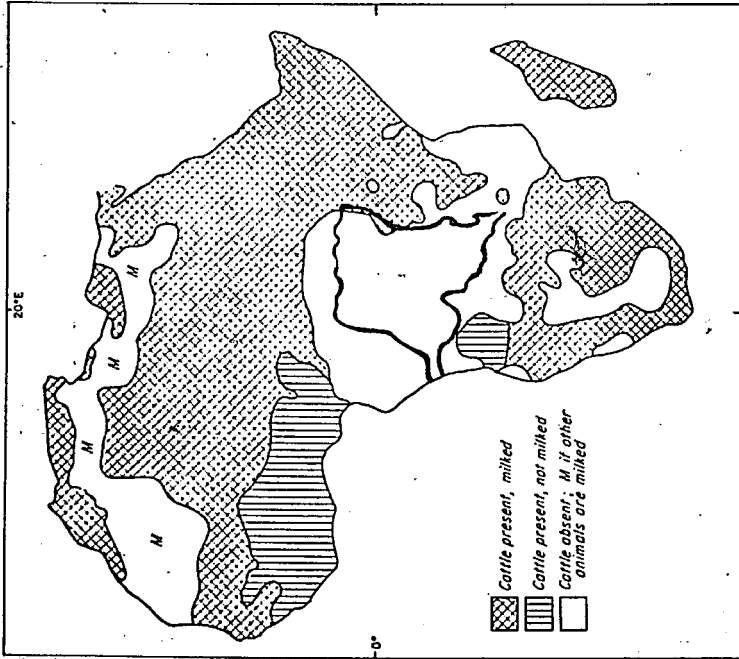 20°E
M
M
M
M
0°
Cattle present, milked
Cattle present, not milked
Cattle absent; M if other
animals are milked